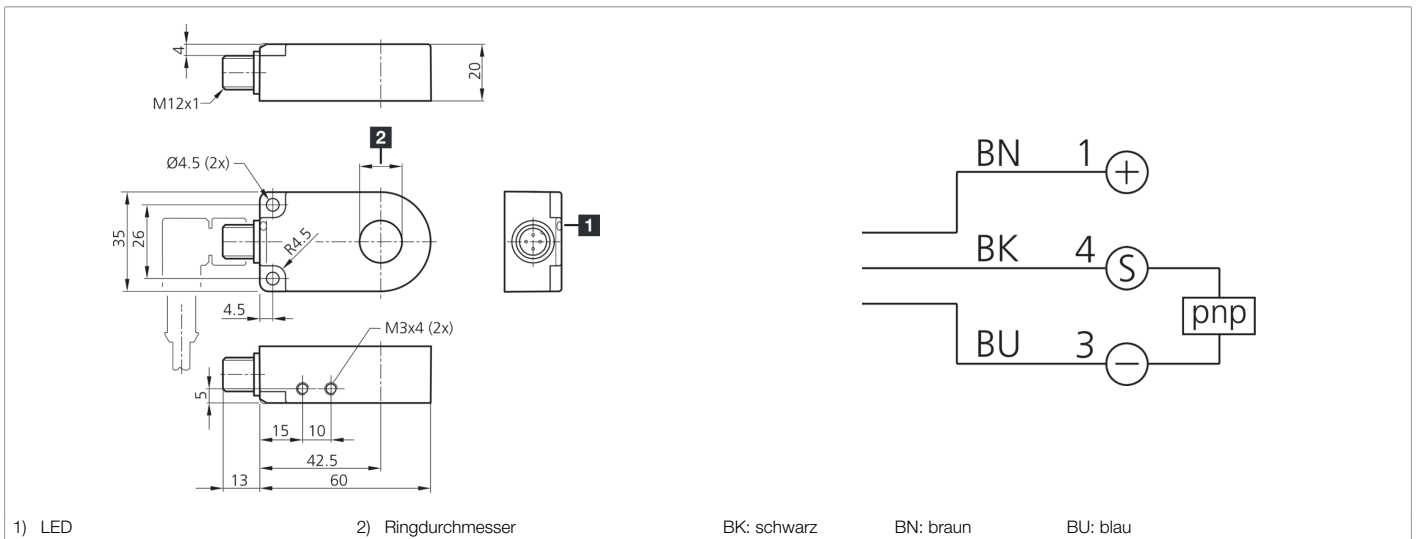 4
20
M12x1
2
Ø4.5 (2x)
35
26
R4.5
1
4.5
M3x4 (2x)
5
15 10
42.5
13 60
BN 1 +
BK 4 S
pnp
BU 3 −
1) LED 2) Ringdurchmesser BK: schwarz BN: braun BU: blau